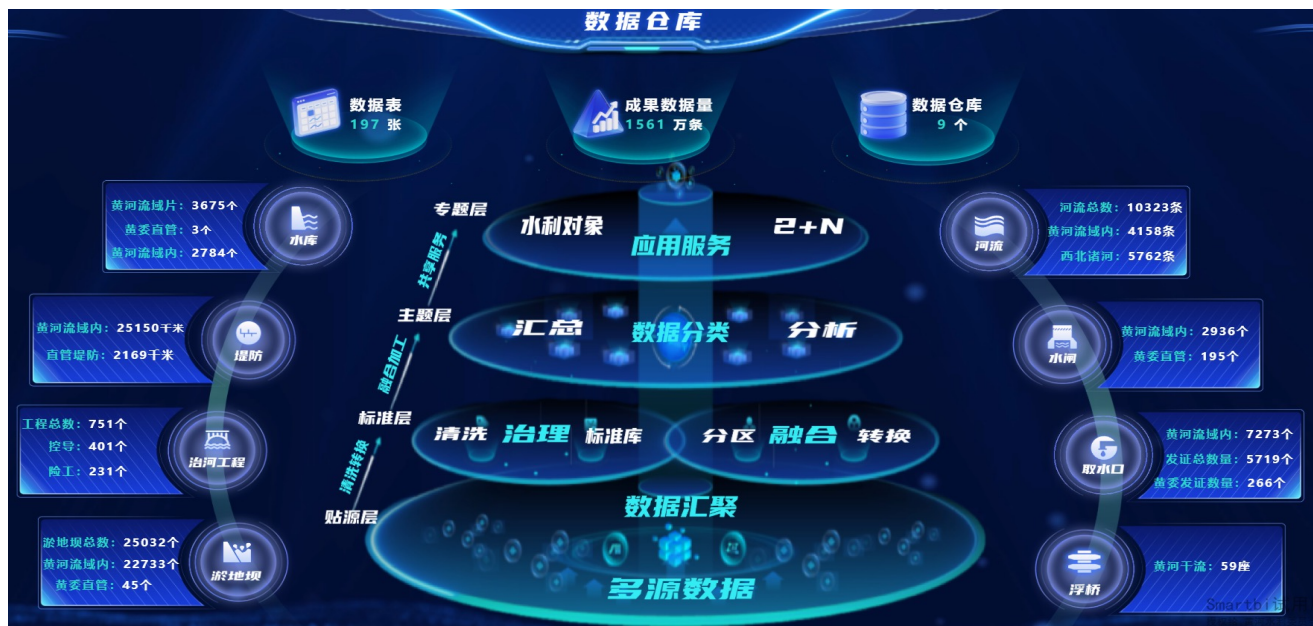 数据仓库
数据表
197 张
成果数据量
1561 万条
数据仓库
9 个
黄河流域片: 3675个
黄委直管: 3个
黄河流域内: 2784个
水库
黄河流域内: 25150千米
直管堤防: 2169千米
堤防
工程总数: 751个
控导: 401个
险工: 231个
治河工程
淤地坝总数: 25032个
黄河流域内: 22733个
黄委直管: 45个
淤地坝
专题层
共享服务
主题层
融合加工
标准层
清洗转换
贴源层
水利对象
应用服务
2+N
汇总
数据分类
分析
清洗
治理
标准库
分区
融合
转换
数据汇聚
多源数据
河流
河流总数: 10323条
黄河流域内: 4158条
西北诸河: 5762条
水闸
黄河流域内: 2936个
黄委直管: 195个
取水口
黄河流域内: 7273个
发证总数量: 5719个
黄委发证数量: 266个
浮桥
黄河干流: 59座
Smartbi试用